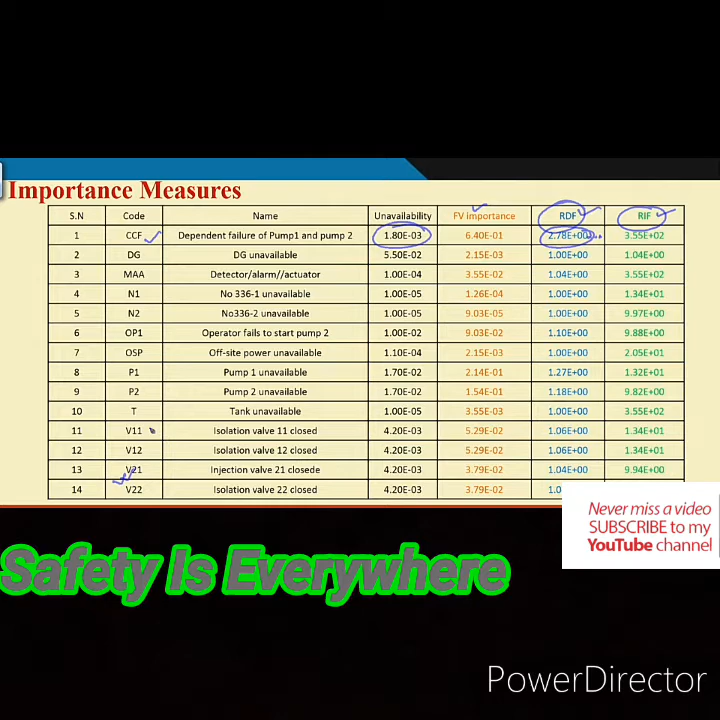 Importance Measures
S.N Code Name Unavailability FV importance RDF RIF
1 CCF Dependent failure of Pump1 and pump 2 1.80E-03 6.40E-01 2.78E+00 3.55E+02
2 DG DG unavailable 5.50E-02 2.15E-03 1.00E+00 1.04E+00
3 MAA Detector/alarm//actuator 1.00E-04 3.55E-02 1.04E+00 3.55E+02
4 N1 No 336-1 unavailable 1.00E-05 1.26E-04 1.00E+00 1.34E+01
5 N2 No336-2 unavailable 1.00E-05 9.03E-05 1.00E+00 9.97E+00
6 OP1 Operator fails to start pump 2 1.00E-02 9.03E-02 1.10E+00 9.88E+00
7 OSP Off-site power unavailable 1.10E-04 2.15E-03 1.00E+00 2.05E+01
8 P1 Pump 1 unavailable 1.70E-02 2.14E-01 1.27E+00 1.32E+01
9 P2 Pump 2 unavailable 1.70E-02 1.54E-01 1.18E+00 9.82E+00
10 T Tank unavailable 1.00E-05 3.55E-03 1.00E+00 3.55E+02
11 V11 Isolation valve 11 closed 4.20E-03 5.29E-02 1.06E+00 1.34E+01
12 V12 Isolation valve 12 closed 4.20E-03 5.29E-02 1.06E+00 1.34E+01
13 V21 Injection valve 21 closede 4.20E-03 3.79E-02 1.04E+00 9.94E+00
14 V22 Isolation valve 22 closed 4.20E-03 3.79E-02 1.0
Never miss a video
SUBSCRIBE to my
YouTube channel
Safety Is Everywhere
PowerDirector